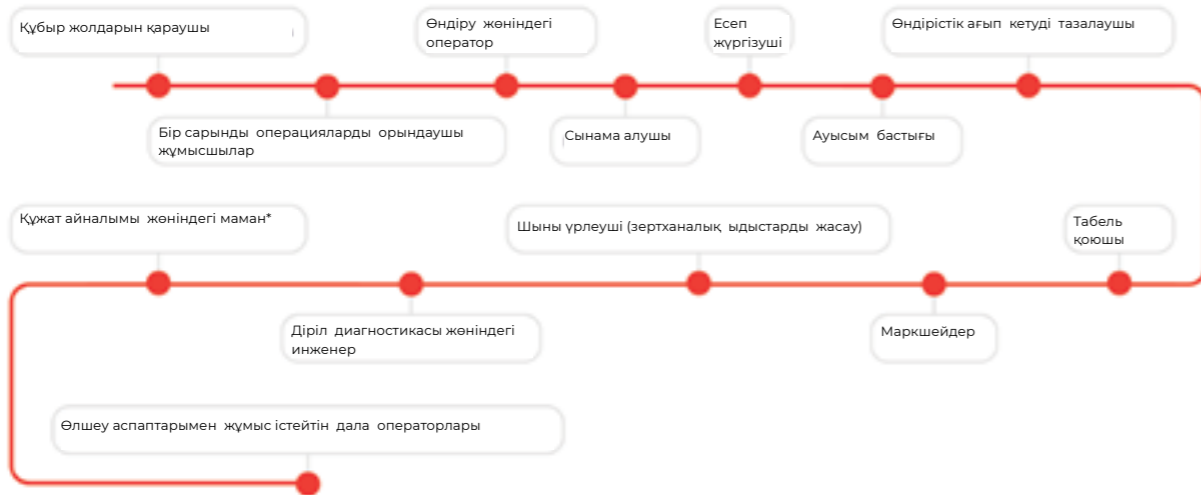 Құбыр жолдарын қараушы
Өндіру жөніндегі
оператор
Есеп
жүргізуші
Өндірістік ағып кетуді тазалаушы
Бір сарынды операцияларды орындаушы
жұмысшылар
Сынама алушы
Ауысым бастығы
Құжат айналымы жөніндегі маман*
Шыны үрлеуші (зертханалық ыдыстарды жасау)
Табель
қоюшы
Діріл диагностикасы жөніндегі
инженер
Маркшейдер
Өлшеу аспаптарымен жұмыс істейтін дала операторлары